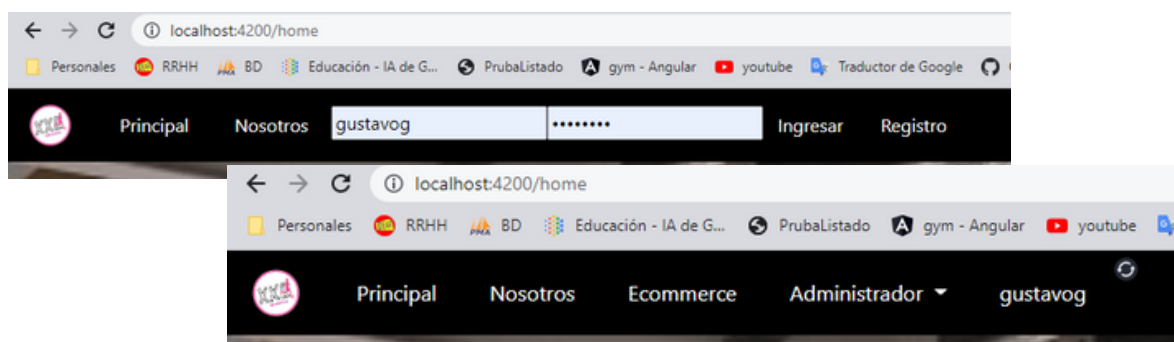 localhost:4200/home
Personales RRHH BD Educación - IA de G... PrubaListado gym - Angular youtube Traductor de Google
Principal Nosotros gustavog •••••••• Ingresar Registro
localhost:4200/home
Personales RRHH BD Educación - IA de G... PrubaListado gym - Angular youtube
Principal Nosotros Ecommerce Administrador gustavog